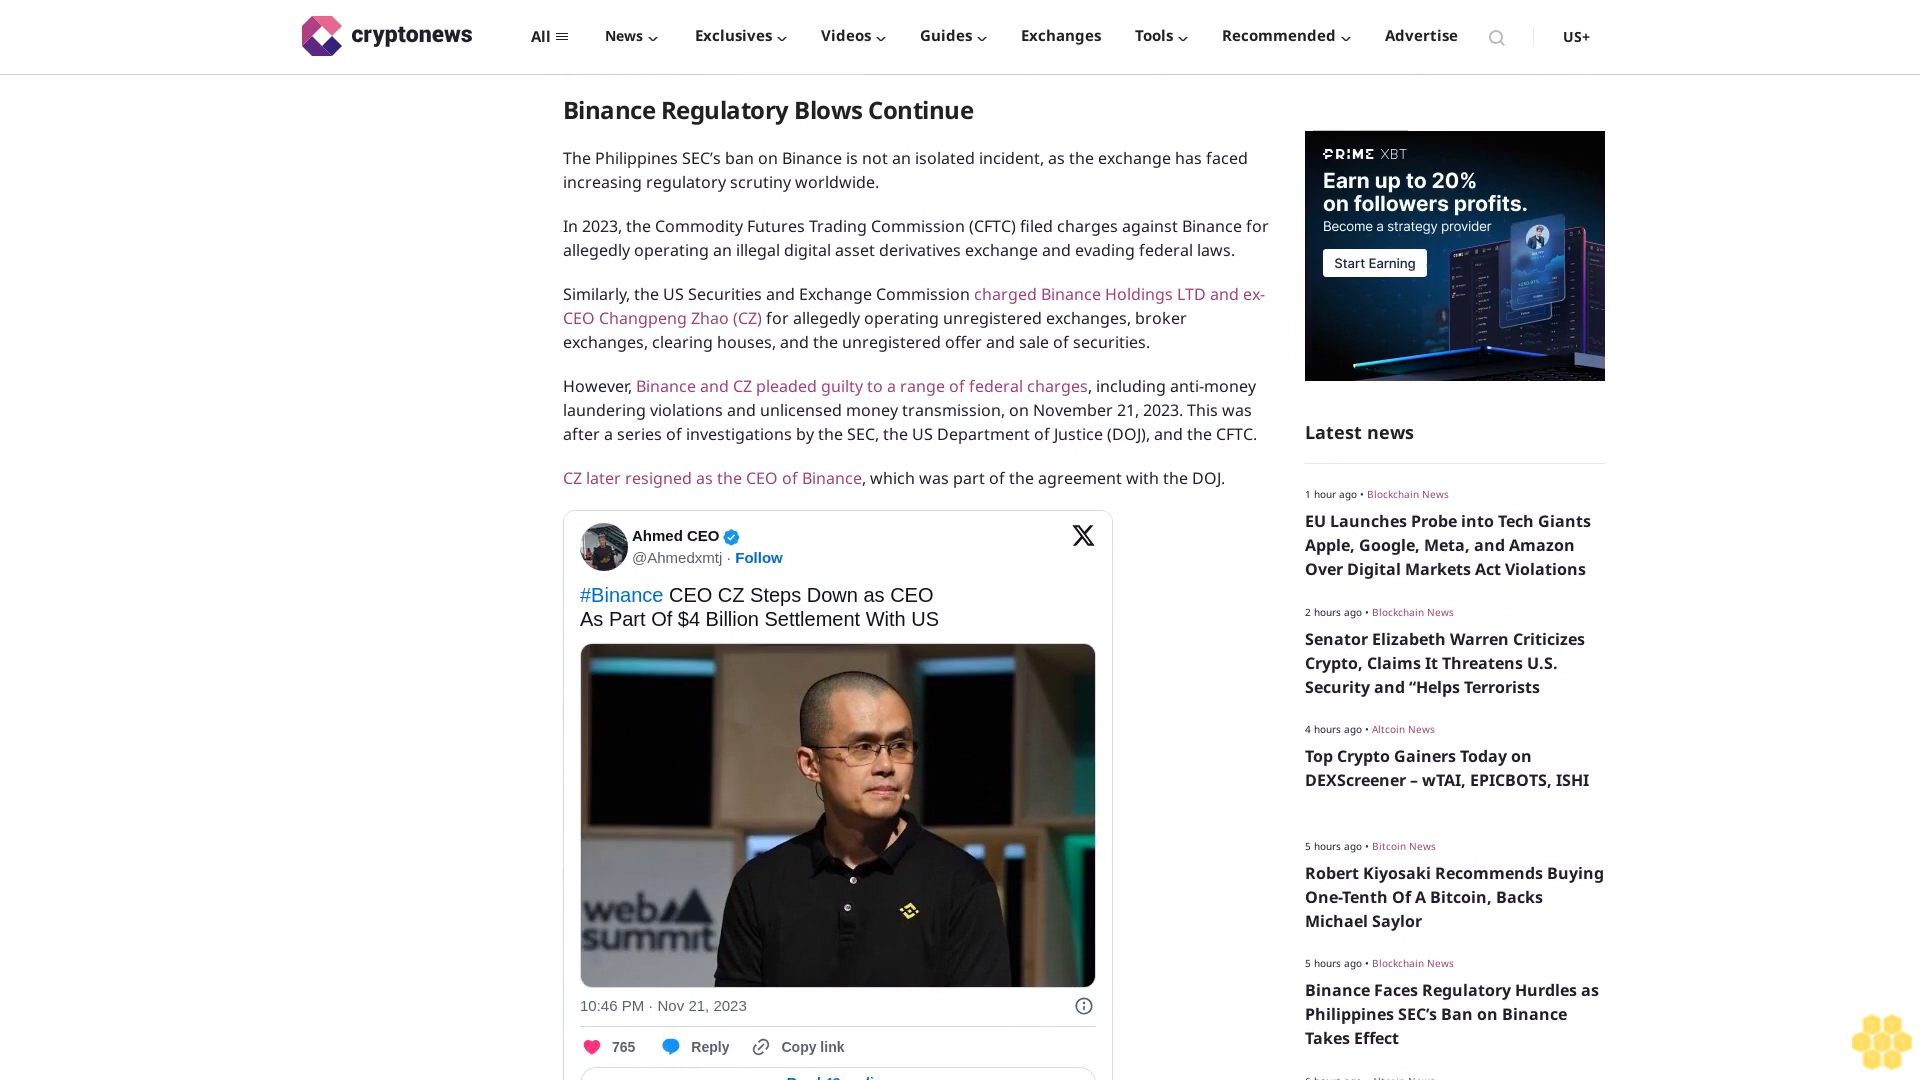 cryptonews
All
News
Exclusives
Videos
Guides
Exchanges
Tools
Recommended
Advertise
US+
Binance Regulatory Blows Continue
The Philippines SEC’s ban on Binance is not an isolated incident, as the exchange has faced
increasing regulatory scrutiny worldwide.
In 2023, the Commodity Futures Trading Commission (CFTC) filed charges against Binance for
allegedly operating an illegal digital asset derivatives exchange and evading federal laws.
Similarly, the US Securities and Exchange Commission charged Binance Holdings LTD and ex-
CEO Changpeng Zhao (CZ) for allegedly operating unregistered exchanges, broker
exchanges, clearing houses, and the unregistered offer and sale of securities.
However, Binance and CZ pleaded guilty to a range of federal charges, including anti-money
laundering violations and unlicensed money transmission, on November 21, 2023. This was
after a series of investigations by the SEC, the US Department of Justice (DOJ), and the CFTC.
CZ later resigned as the CEO of Binance, which was part of the agreement with the DOJ.
Ahmed CEO
@Ahmedxmtj · Follow
#Binance CEO CZ Steps Down as CEO
As Part Of $4 Billion Settlement With US
web
summit
10:46 PM · Nov 21, 2023
765
Reply
Copy link
PRIME XBT
Earn up to 20%
on followers profits.
Become a strategy provider
Start Earning
Latest news
1 hour ago • Blockchain News
EU Launches Probe into Tech Giants
Apple, Google, Meta, and Amazon
Over Digital Markets Act Violations
2 hours ago • Blockchain News
Senator Elizabeth Warren Criticizes
Crypto, Claims It Threatens U.S.
Security and “Helps Terrorists
4 hours ago • Altcoin News
Top Crypto Gainers Today on
DEXScreener – wTAI, EPICBOTS, ISHI
5 hours ago • Bitcoin News
Robert Kiyosaki Recommends Buying
One-Tenth Of A Bitcoin, Backs
Michael Saylor
5 hours ago • Blockchain News
Binance Faces Regulatory Hurdles as
Philippines SEC’s Ban on Binance
Takes Effect